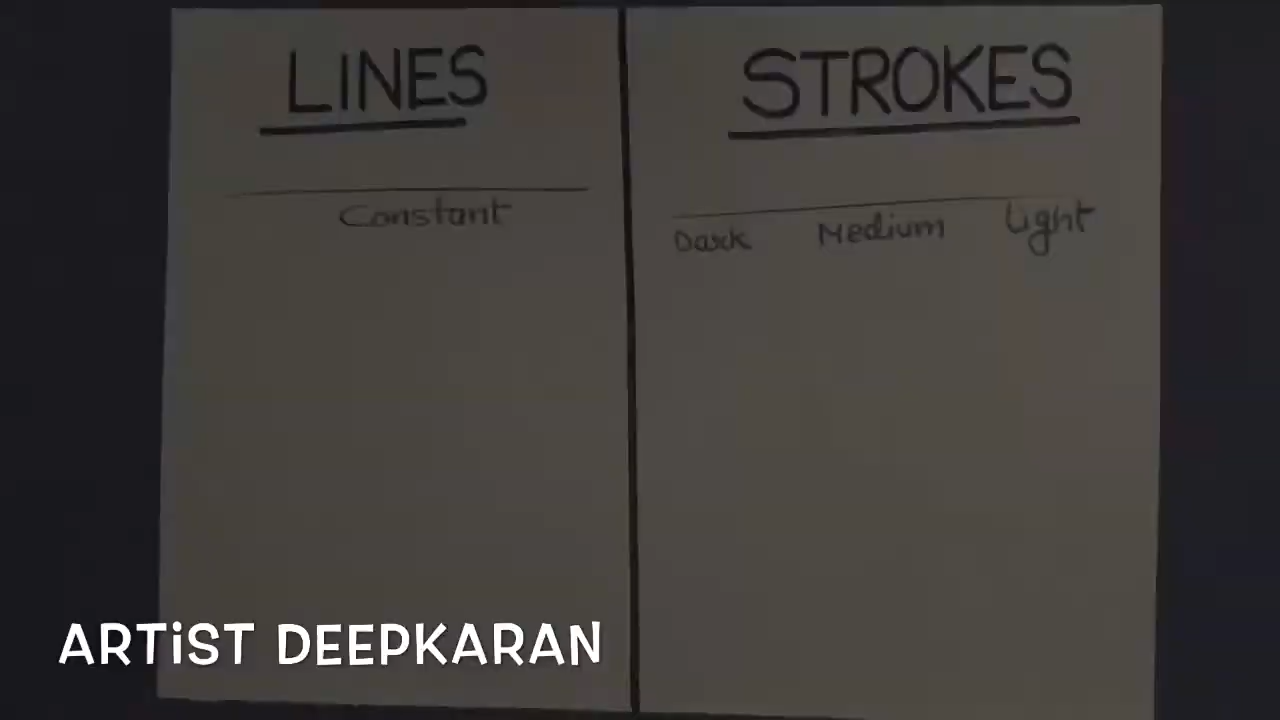 LINES
Constant
STROKES
Dark Medium Light
ARTiST DEEPKARAN